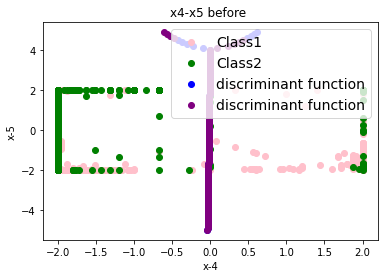 x4-x5 before
Class1
Class2
discriminant function
discriminant function
x-5
4
2
0
−2
−4
−2.0 −1.5 −1.0 −0.5 0.0 0.5 1.0 1.5 2.0
x-4